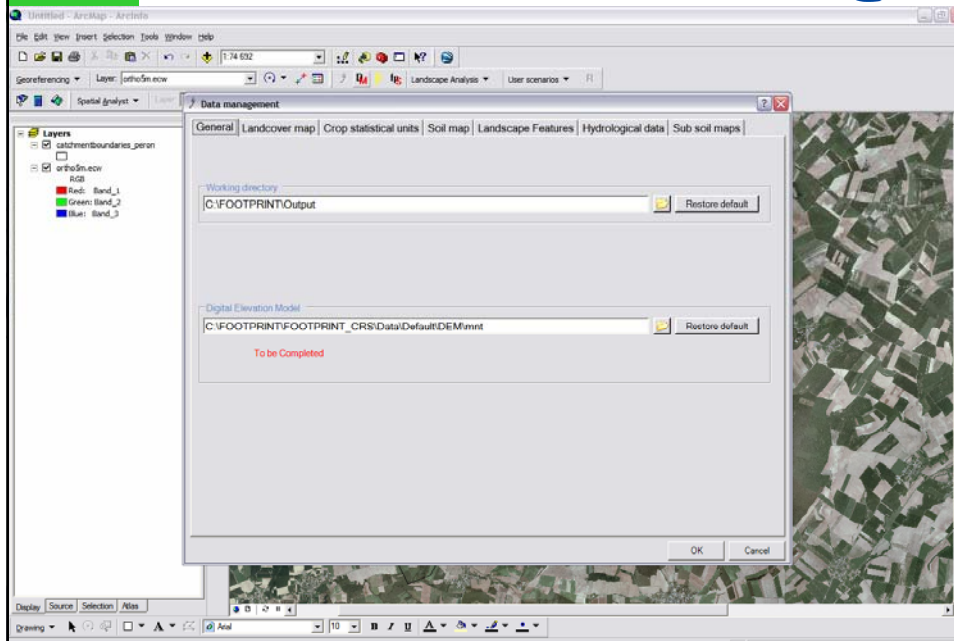 Untitled - ArcMap - ArcInfo
File Edit View Insert Selection Tools Window Help
1:74 692
Georeferencing Layer: ortho5m.ecw Landscape Analysis User scenarios
Spatial Analyst Layer
Data management
General Landcover map Crop statistical units Soil map Landscape Features Hydrological data Sub soil maps
Layers
catchmentboundaries_peron
ortho5m.ecw
RGB
Red: Band_1
Green: Band_2
Blue: Band_3
Working directory
C:\FOOTPRINT\Output
Restore default
Digital Elevation Model
C:\FOOTPRINT\FOOTPRINT_CRS\Data\Default\DEM\mnt
Restore default
To be Completed
OK Cancel
Display Source Selection Atlas
Drawing A Arial 10 B I U A